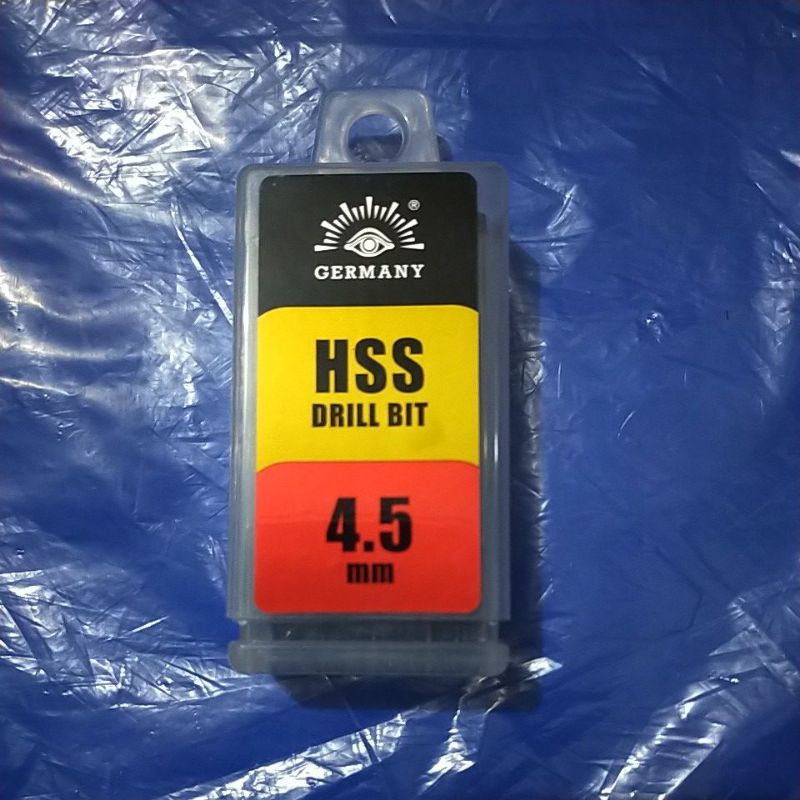 ®
GERMANY
HSS
DRILL BIT
4.5
mm